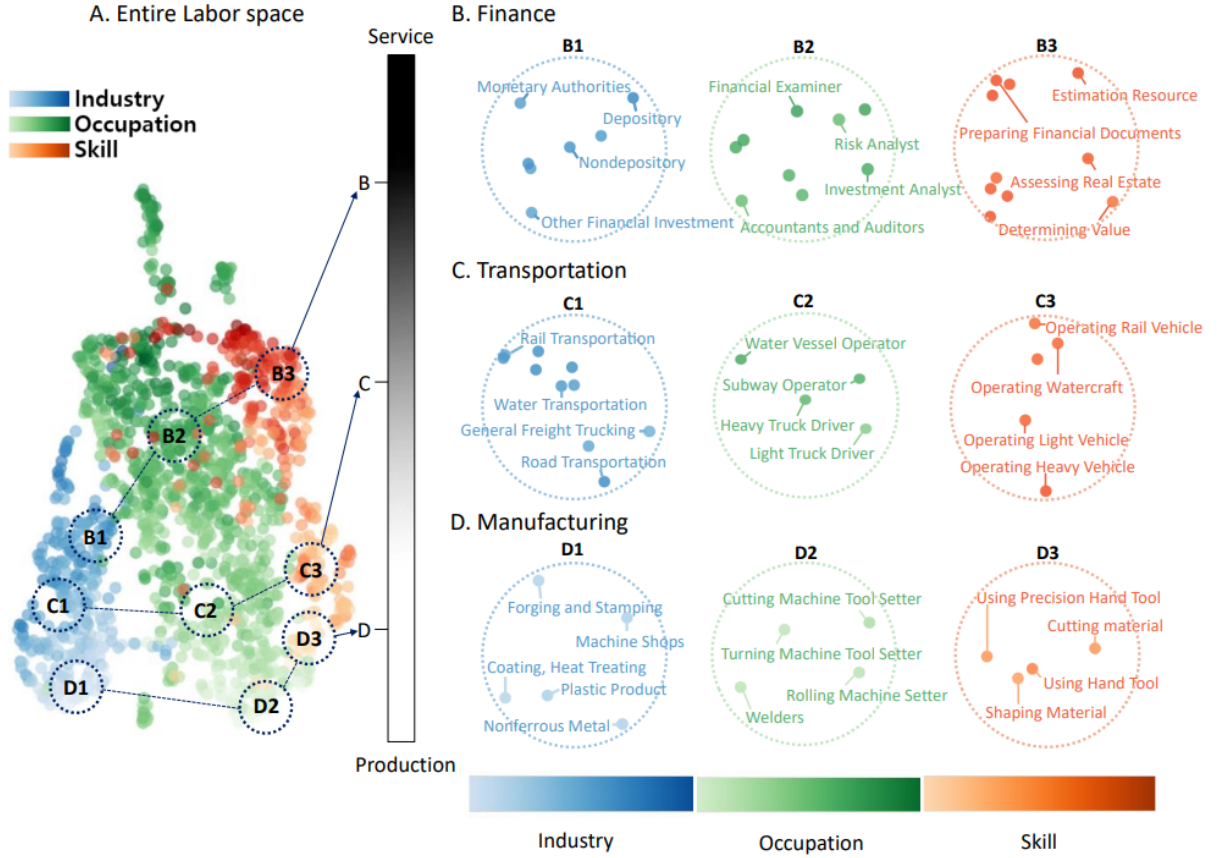 A. Entire Labor space
Service
Industry
Occupation
Skill
B
C
D
Production
B3
B2
B1
C3
C1
C2
D3
D1
D2
B. Finance
B1
Monetary Authorities
Depository
Nondepository
Other Financial Investment
B2
Financial Examiner
Risk Analyst
Investment Analyst
Accountants and Auditors
B3
Estimation Resource
Preparing Financial Documents
Assessing Real Estate
Determining Value
C. Transportation
C1
Rail Transportation
Water Transportation
General Freight Trucking
Road Transportation
C2
Water Vessel Operator
Subway Operator
Heavy Truck Driver
Light Truck Driver
C3
Operating Rail Vehicle
Operating Watercraft
Operating Light Vehicle
Operating Heavy Vehicle
D. Manufacturing
D1
Forging and Stamping
Machine Shops
Coating, Heat Treating
Plastic Product
Nonferrous Metal
D2
Cutting Machine Tool Setter
Turning Machine Tool Setter
Rolling Machine Setter
Welders
D3
Using Precision Hand Tool
Cutting material
Using Hand Tool
Shaping Material
Industry
Occupation
Skill